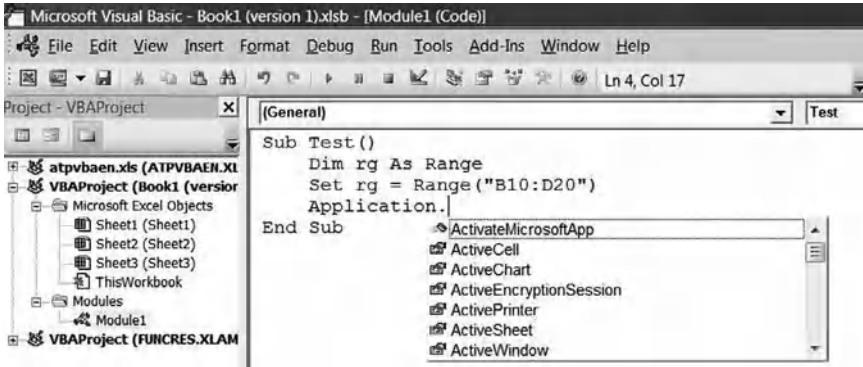 Microsoft Visual Basic - Book1 (version 1).xlsb - [Module1 (Code)]
File Edit View Insert Format Debug Run Tools Add-Ins Window Help
Ln 4, Col 17
Project - VBAProject
(General)
Test
atpvbaen.xls (ATPVBAEN.XL
VBAProject (Book1 (version
Microsoft Excel Objects
Sheet1 (Sheet1)
Sheet2 (Sheet2)
Sheet3 (Sheet3)
ThisWorkbook
Modules
Module1
VBAProject (FUNCRES.XLAM
Sub Test()
Dim rg As Range
Set rg = Range("B10:D20")
Application.
End Sub
ActivateMicrosoftApp
ActiveCell
ActiveChart
ActiveEncryptionSession
ActivePrinter
ActiveSheet
ActiveWindow